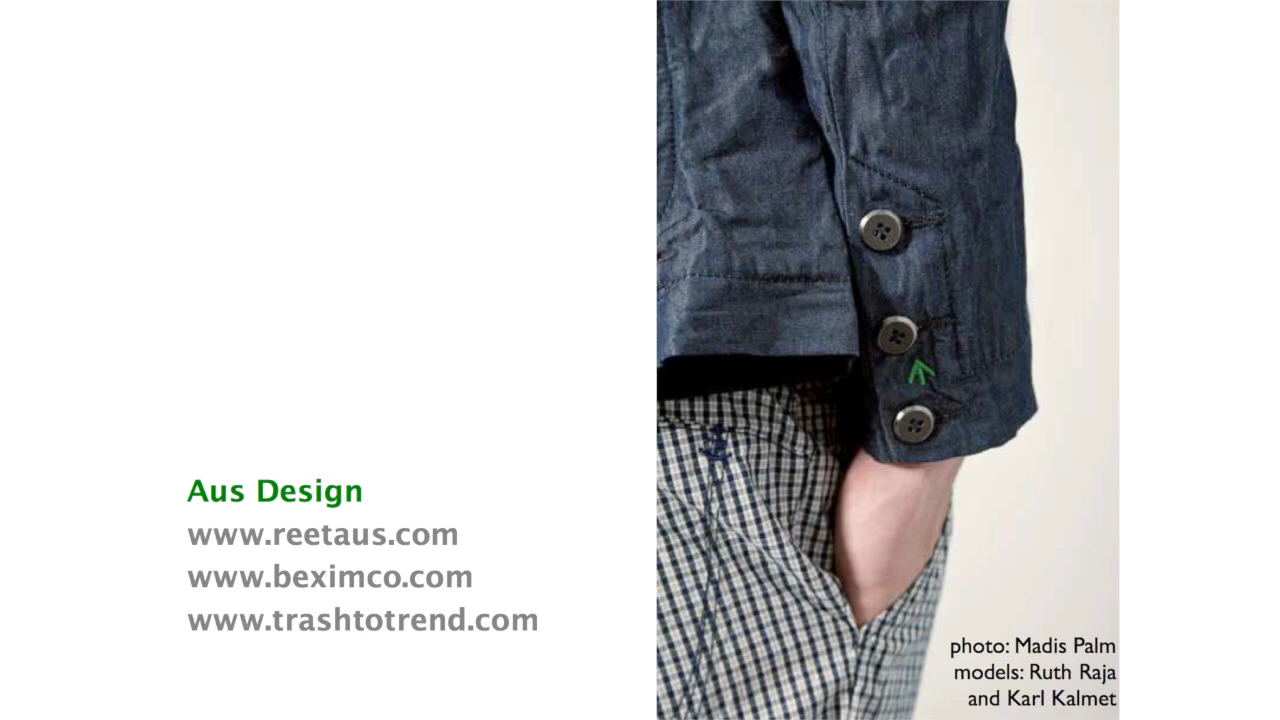 Aus Design
www.reetaus.com
www.beximco.com
www.trashtotrend.com
photo: Madis Palm
models: Ruth Raja
and Karl Kalmet